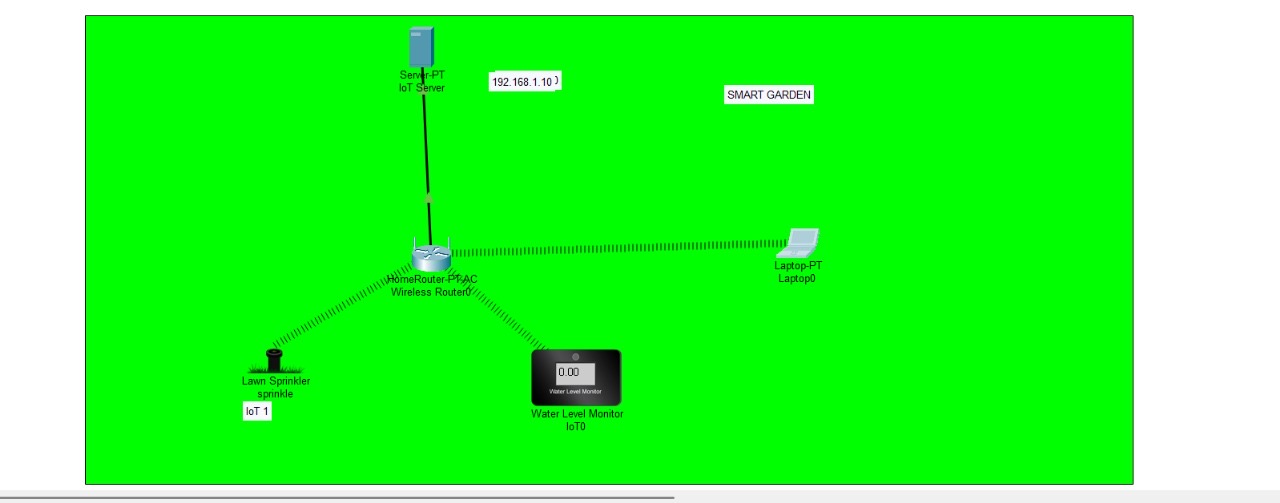 Server-PT
IoT Server
192.168.1.10
SMART GARDEN
HomeRouter-PT-AC
Wireless Router0
Laptop-PT
Laptop0
Lawn Sprinkler
sprinkle
IoT 1
0.00
Water Level Monitor
Water Level Monitor
IoT0